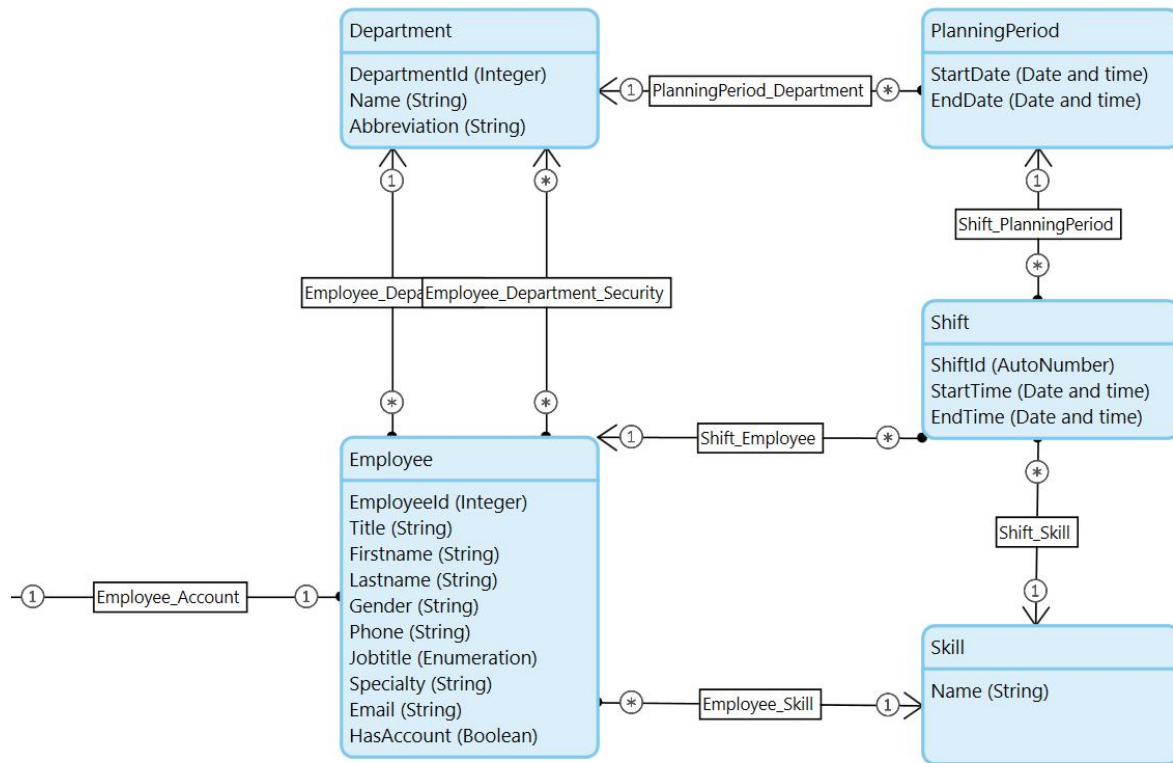 Department
DepartmentId (Integer)
Name (String)
Abbreviation (String)
1 PlanningPeriod_Department *
PlanningPeriod
StartDate (Date and time)
EndDate (Date and time)
1
*
1
Employee_Depa
Employee_Department_Security
Shift_PlanningPeriod
*
*
*
Shift
ShiftId (AutoNumber)
StartTime (Date and time)
EndTime (Date and time)
1 Shift_Employee *
Employee
EmployeeId (Integer)
Title (String)
Firstname (String)
Lastname (String)
Gender (String)
Phone (String)
Jobtitle (Enumeration)
Specialty (String)
Email (String)
HasAccount (Boolean)
1 Employee_Account 1
*
Shift_Skill
1
* Employee_Skill 1
Skill
Name (String)